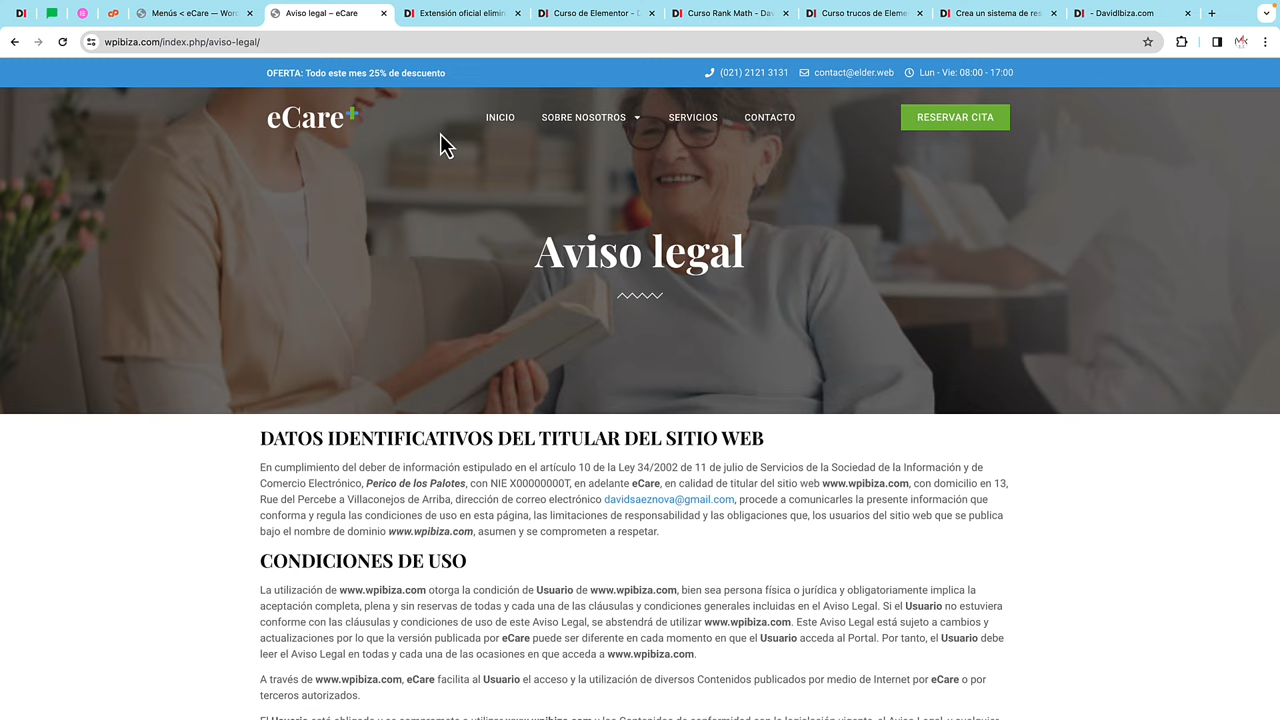 Menús < eCare — Wor
Aviso legal – eCare
Extensión oficial elimin
Curso de Elementor - D
Curso Rank Math - Dav
Curso trucos de Eleme
Crea un sistema de res
- DavidIbiza.com
wpibiza.com/index.php/aviso-legal/
OFERTA: Todo este mes 25% de descuento
(021) 2121 3131 contact@elder.web Lun - Vie: 08:00 - 17:00
eCare+
INICIO SOBRE NOSOTROS SERVICIOS CONTACTO
RESERVAR CITA
Aviso legal
DATOS IDENTIFICATIVOS DEL TITULAR DEL SITIO WEB
En cumplimiento del deber de información estipulado en el artículo 10 de la Ley 34/2002 de 11 de julio de Servicios de la Sociedad de la Información y de
Comercio Electrónico, Perico de los Palotes, con NIE X00000000T, en adelante eCare, en calidad de titular del sitio web www.wpibiza.com, con domicilio en 13,
Rue del Percebe a Villaconejos de Arriba, dirección de correo electrónico davidsaeznova@gmail.com, procede a comunicarles la presente información que
conforma y regula las condiciones de uso en esta página, las limitaciones de responsabilidad y las obligaciones que, los usuarios del sitio web que se publica
bajo el nombre de dominio www.wpibiza.com, asumen y se comprometen a respetar.
CONDICIONES DE USO
La utilización de www.wpibiza.com otorga la condición de Usuario de www.wpibiza.com, bien sea persona física o jurídica y obligatoriamente implica la
aceptación completa, plena y sin reservas de todas y cada una de las cláusulas y condiciones generales incluidas en el Aviso Legal. Si el Usuario no estuviera
conforme con las cláusulas y condiciones de uso de este Aviso Legal, se abstendrá de utilizar www.wpibiza.com. Este Aviso Legal está sujeto a cambios y
actualizaciones por lo que la versión publicada por eCare puede ser diferente en cada momento en que el Usuario acceda al Portal. Por tanto, el Usuario debe
leer el Aviso Legal en todas y cada una de las ocasiones en que acceda a www.wpibiza.com.
A través de www.wpibiza.com, eCare facilita al Usuario el acceso y la utilización de diversos Contenidos publicados por medio de Internet por eCare o por
terceros autorizados.